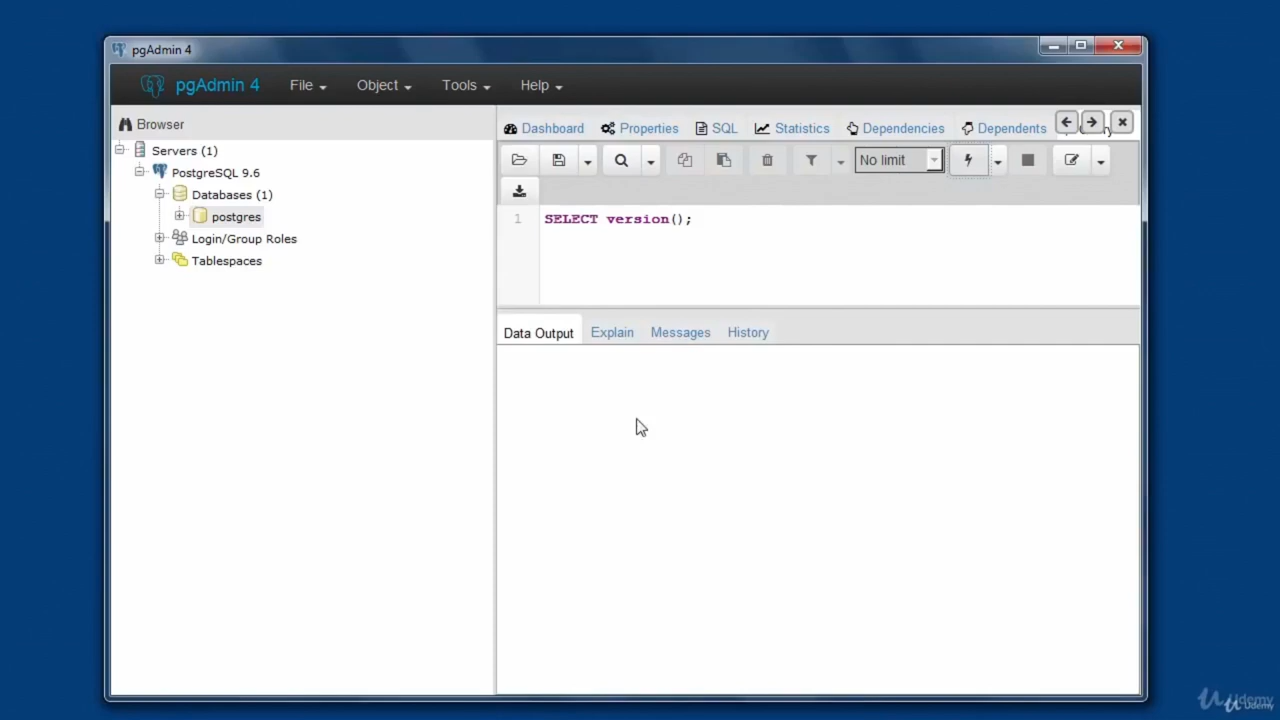 pgAdmin 4
pgAdmin 4 File Object Tools Help
Browser
Servers (1)
PostgreSQL 9.6
Databases (1)
postgres
Login/Group Roles
Tablespaces
Dashboard Properties SQL Statistics Dependencies Dependents
No limit
1 SELECT version();
Data Output Explain Messages History
Udemy